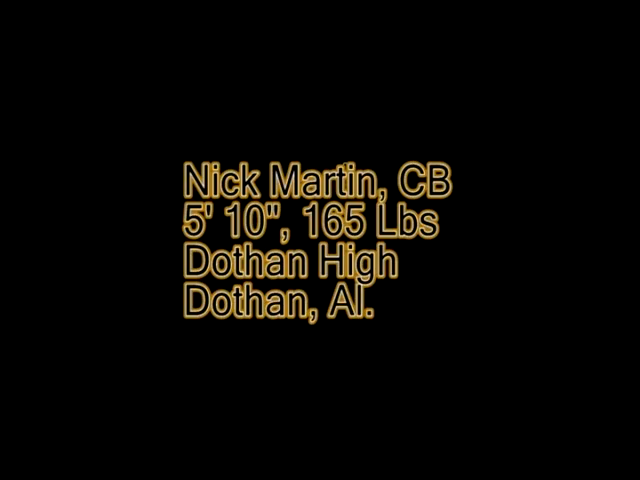 Nick Martin, CB
5' 10", 165 Lbs
Dothan High
Dothan, Al.